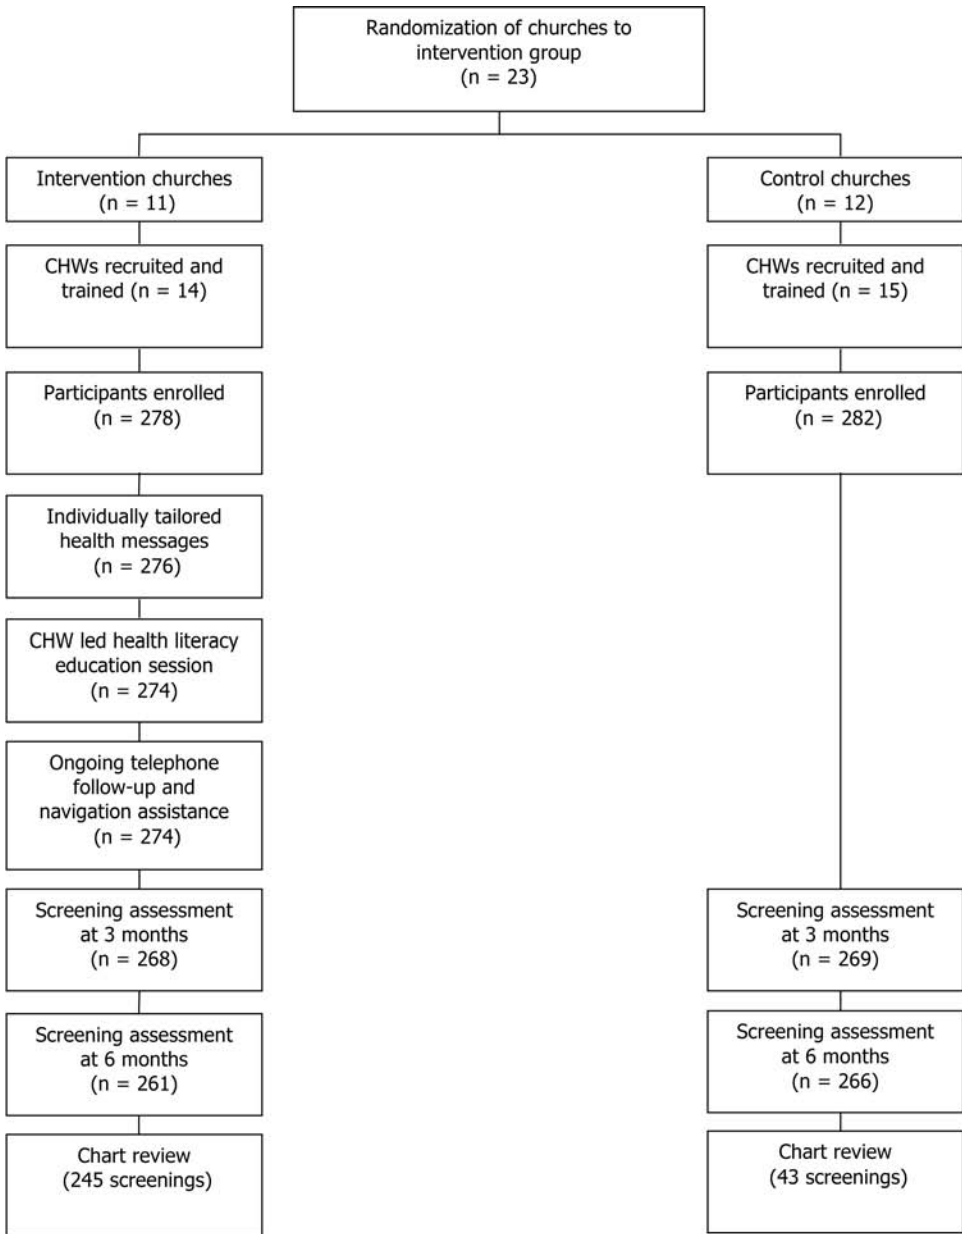 Randomization of churches to
intervention group
(n = 23)
Intervention churches
(n = 11)
Control churches
(n = 12)
CHWs recruited and
trained (n = 14)
CHWs recruited and
trained (n = 15)
Participants enrolled
(n = 278)
Participants enrolled
(n = 282)
Individually tailored
health messages
(n = 276)
CHW led health literacy
education session
(n = 274)
Ongoing telephone
follow-up and
navigation assistance
(n = 274)
Screening assessment
at 3 months
(n = 268)
Screening assessment
at 3 months
(n = 269)
Screening assessment
at 6 months
(n = 261)
Screening assessment
at 6 months
(n = 266)
Chart review
(245 screenings)
Chart review
(43 screenings)